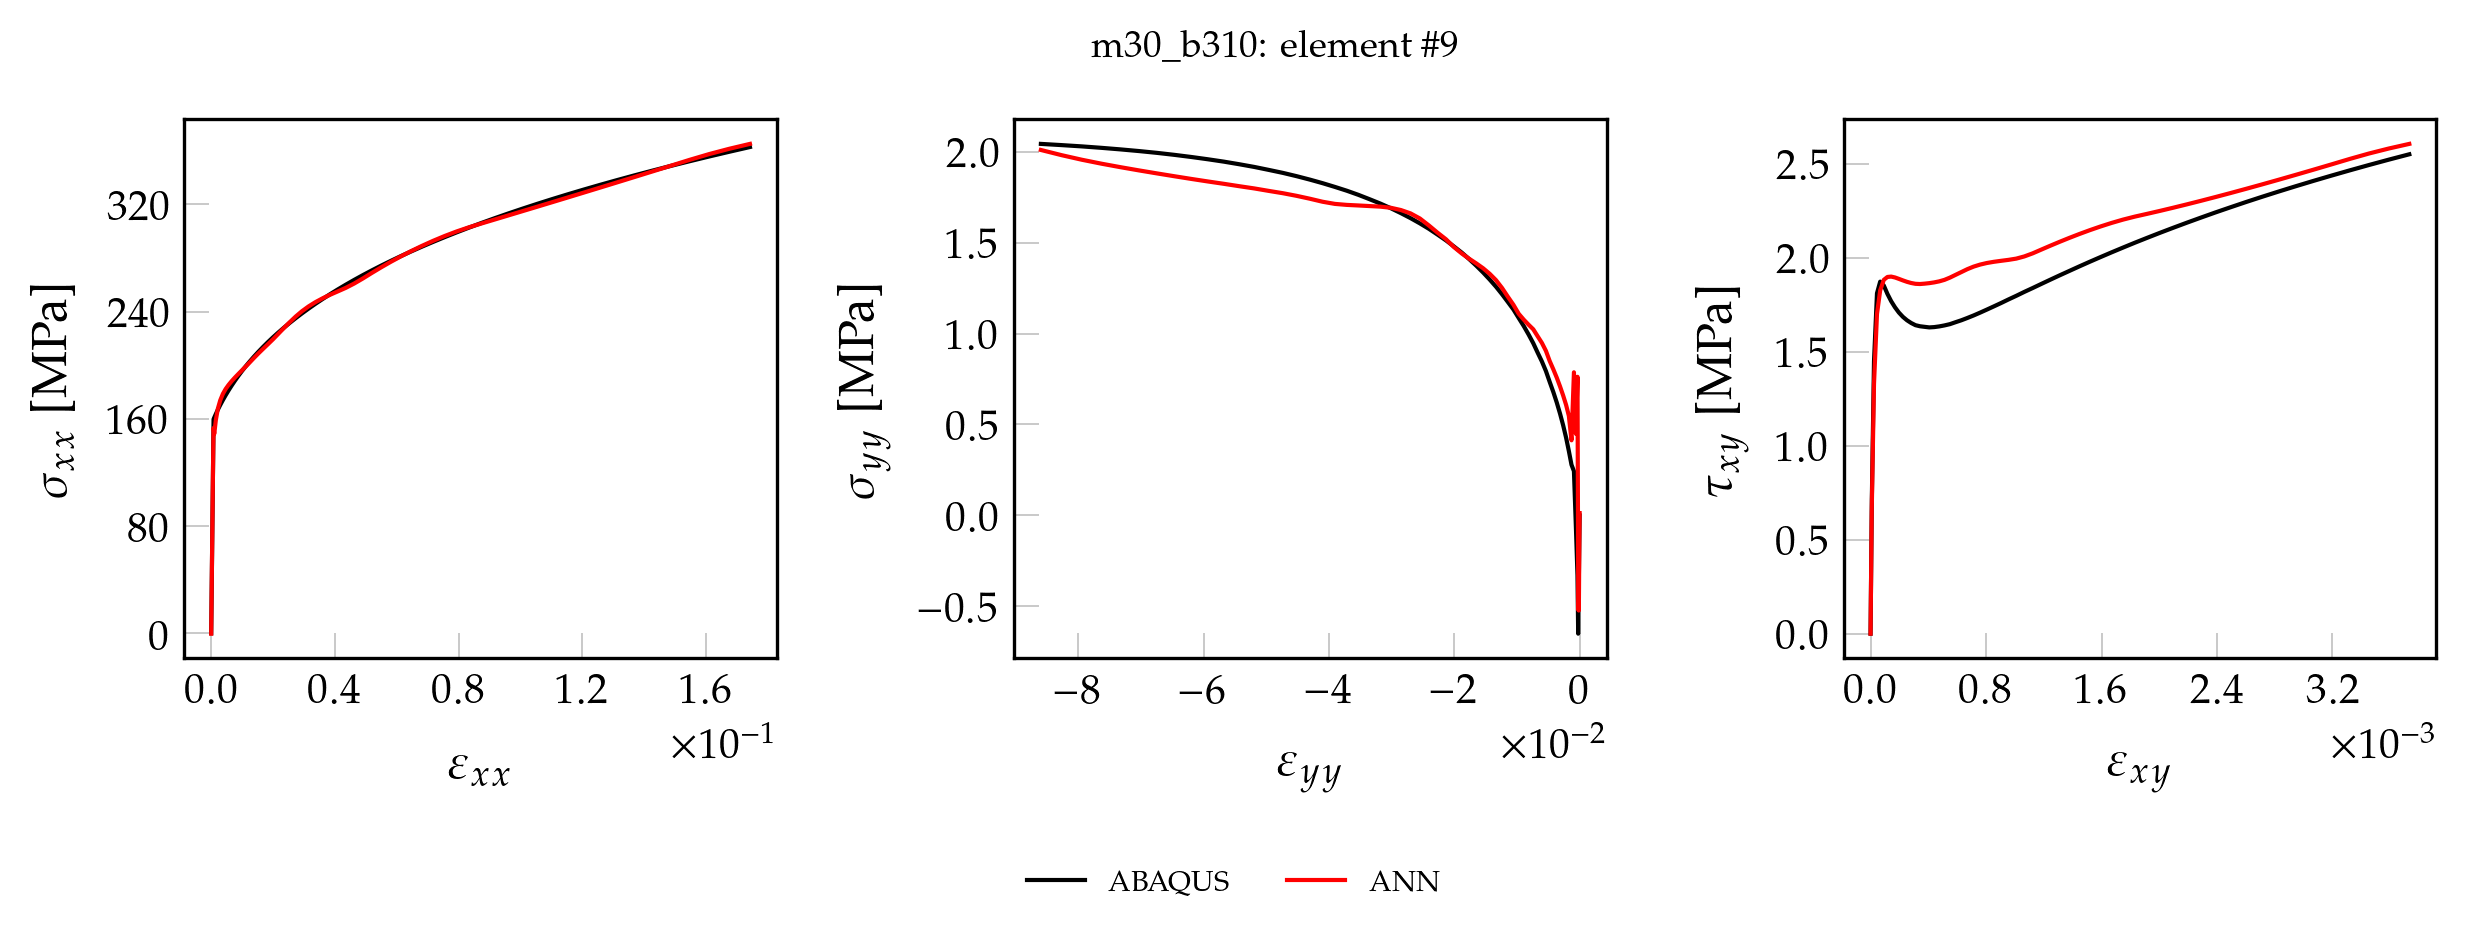 m30_b310: element #9
σxx [MPa]
320
240
160
80
0
0.0 0.4 0.8 1.2 1.6
×10−1
εxx
σyy [MPa]
2.0
1.5
1.0
0.5
0.0
−0.5
−8 −6 −4 −2 0
×10−2
εyy
τxy [MPa]
2.5
2.0
1.5
1.0
0.5
0.0
0.0 0.8 1.6 2.4 3.2
×10−3
εxy
ABAQUS ANN